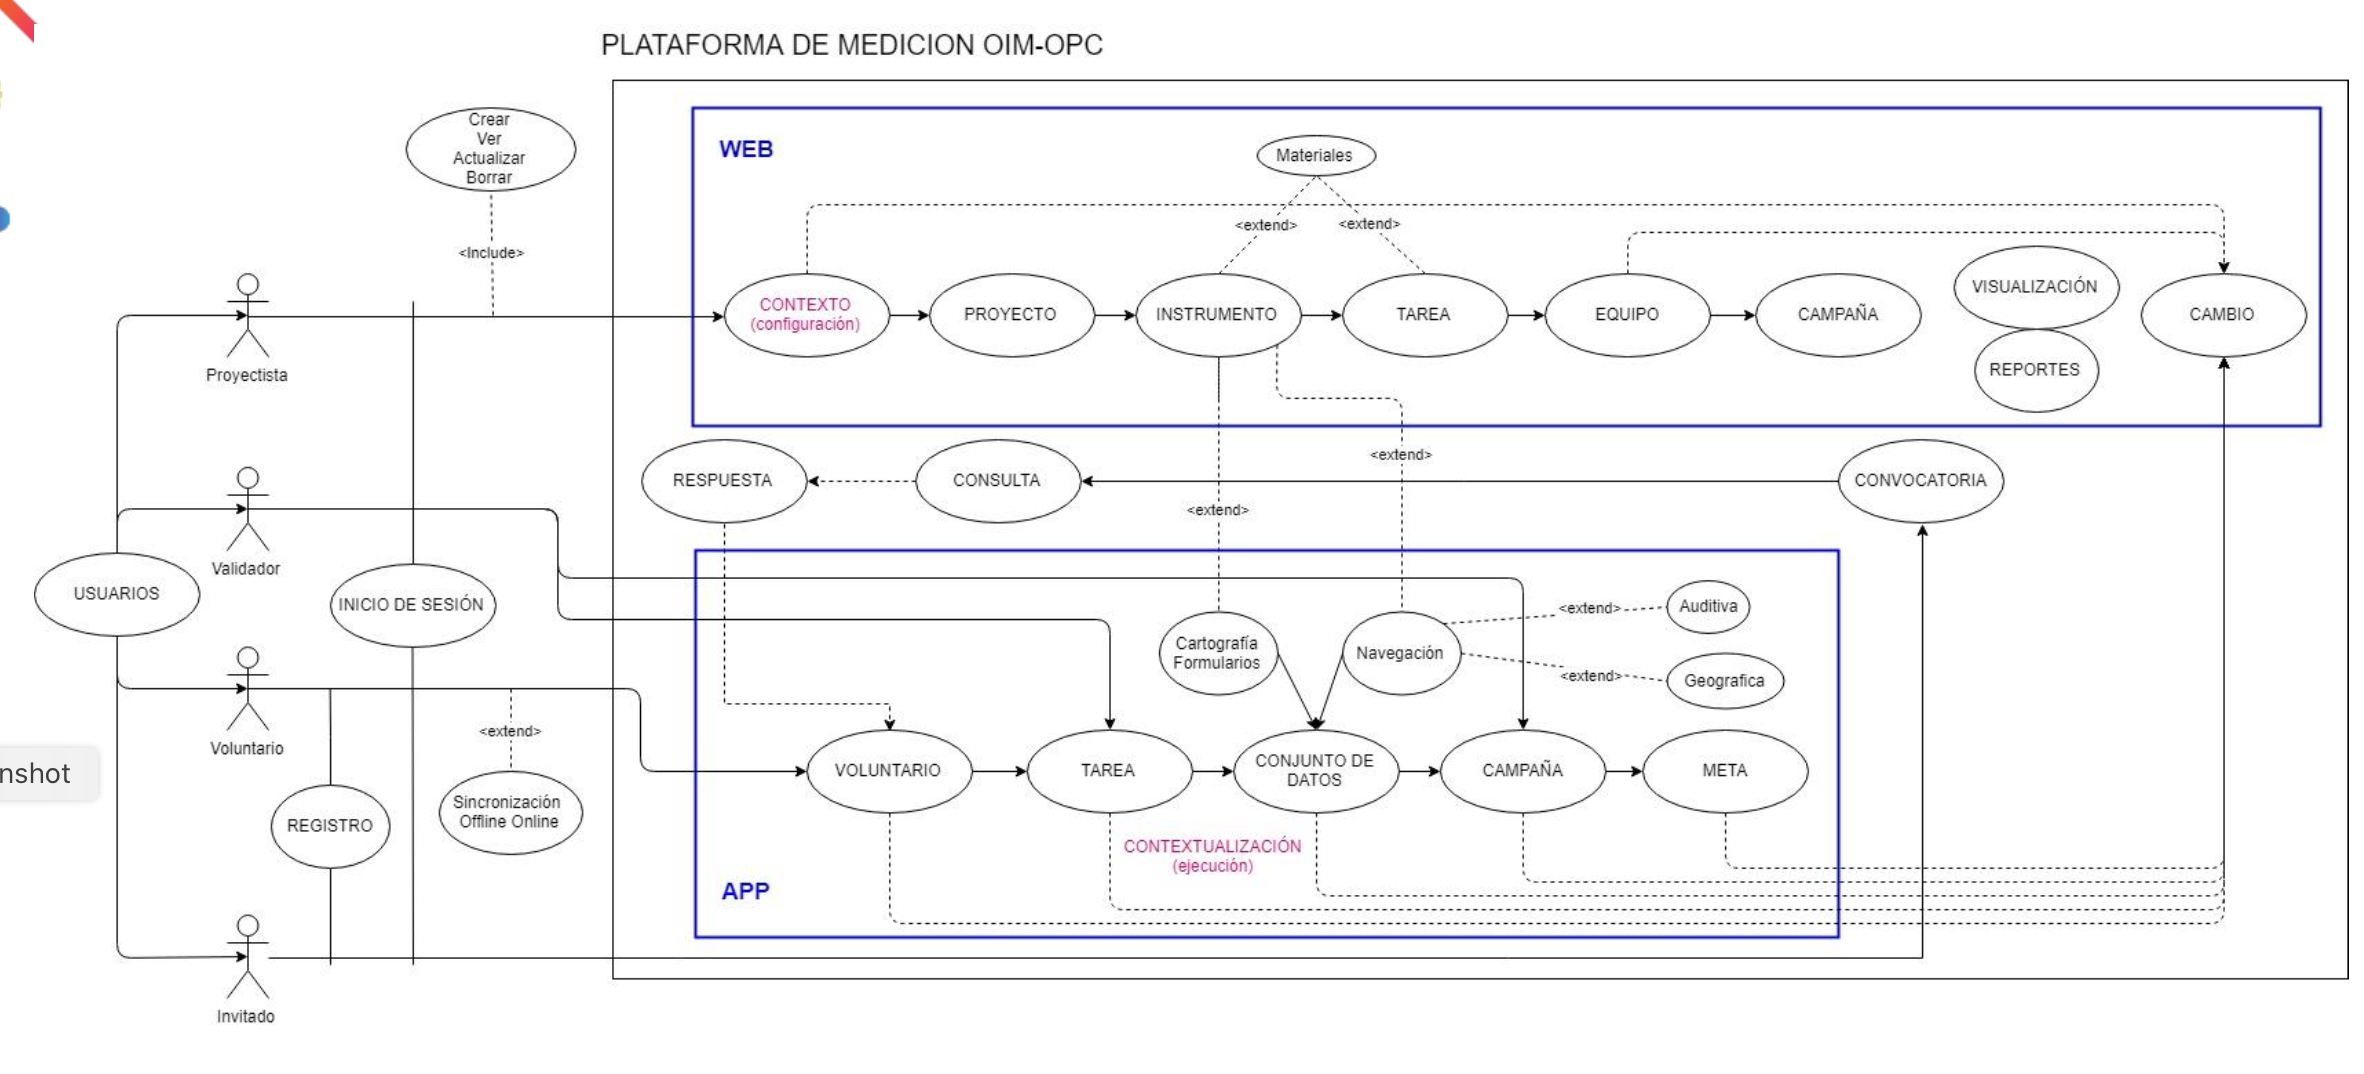 PLATAFORMA DE MEDICION OIM-OPC
Crear
Ver
Actualizar
Borrar
<Include>
WEB
Materiales
<extend>
<extend>
CONTEXTO
(configuración)
PROYECTO
INSTRUMENTO
TAREA
EQUIPO
CAMPAÑA
VISUALIZACIÓN
REPORTES
CAMBIO
Proyectista
<extend>
RESPUESTA
CONSULTA
CONVOCATORIA
<extend>
Validador
USUARIOS
INICIO DE SESIÓN
Cartografía
Formularios
Navegación
<extend>
Auditiva
<extend>
Geografica
Voluntario
<extend>
nshot
VOLUNTARIO
TAREA
CONJUNTO DE
DATOS
CAMPAÑA
META
REGISTRO
Sincronización
Offline Online
CONTEXTUALIZACIÓN
(ejecución)
APP
Invitado